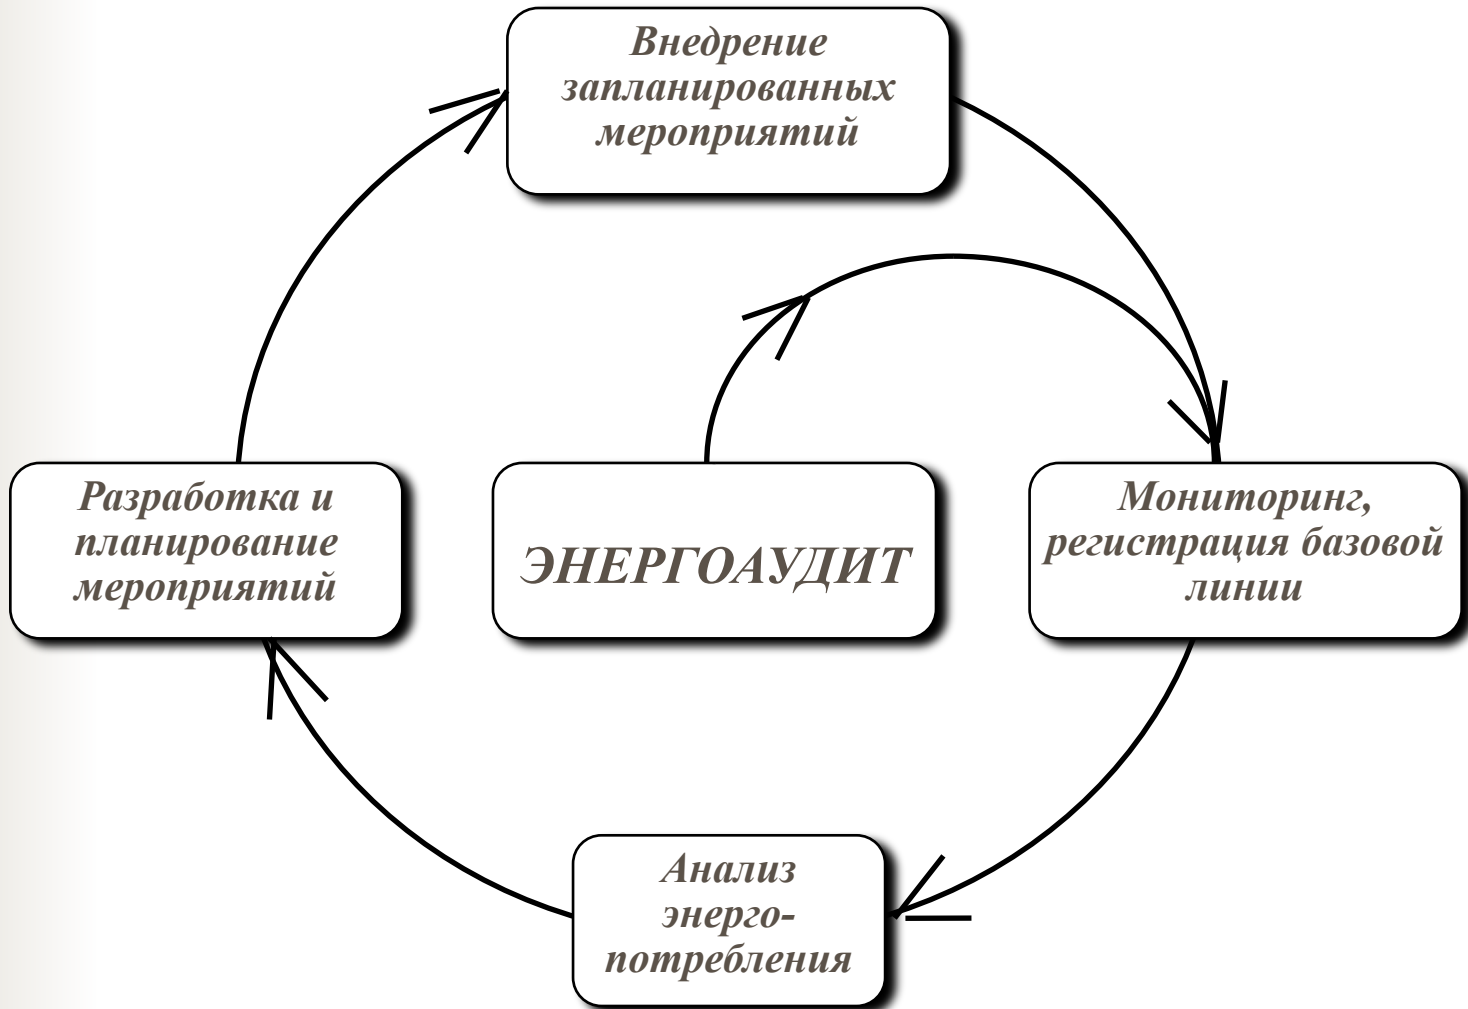 Внедрение
запланированных
мероприятий
Разработка и
планирование
мероприятий
ЭНЕРГОАУДИТ
Мониторинг,
регистрация базовой
линии
Анализ
энерго-
потребления